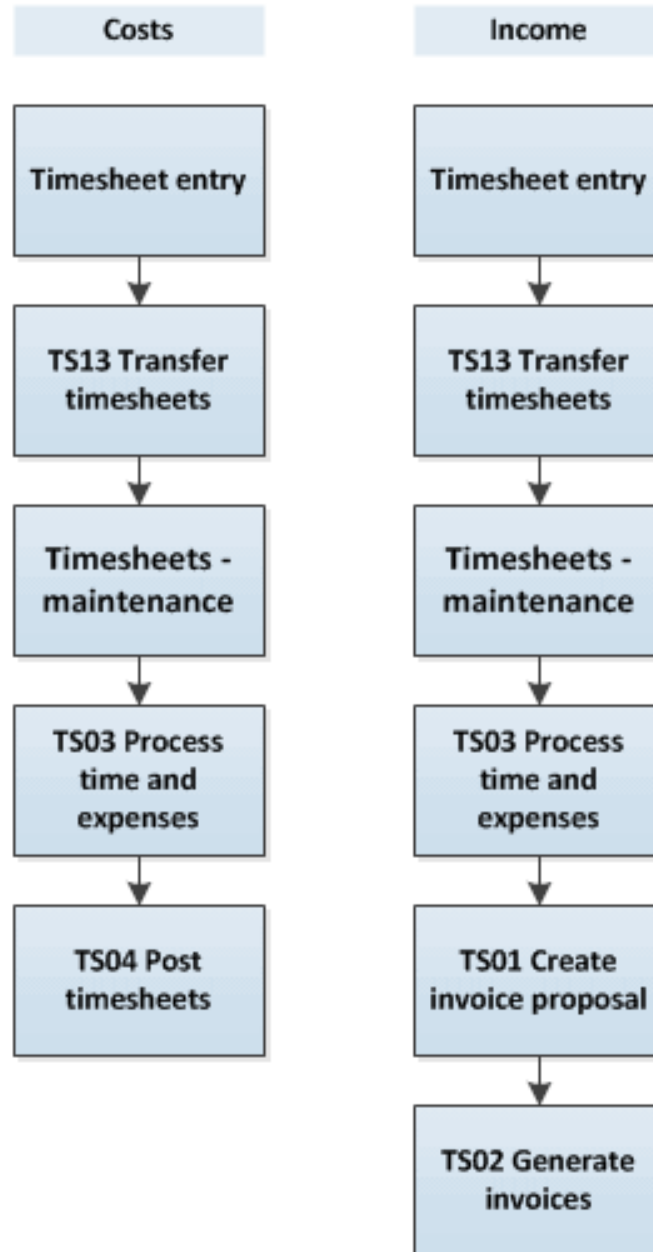 Costs
Timesheet entry
TS13 Transfer
timesheets
Timesheets -
maintenance
TS03 Process
time and
expenses
TS04 Post
timesheets
Income
Timesheet entry
TS13 Transfer
timesheets
Timesheets -
maintenance
TS03 Process
time and
expenses
TS01 Create
invoice proposal
TS02 Generate
invoices